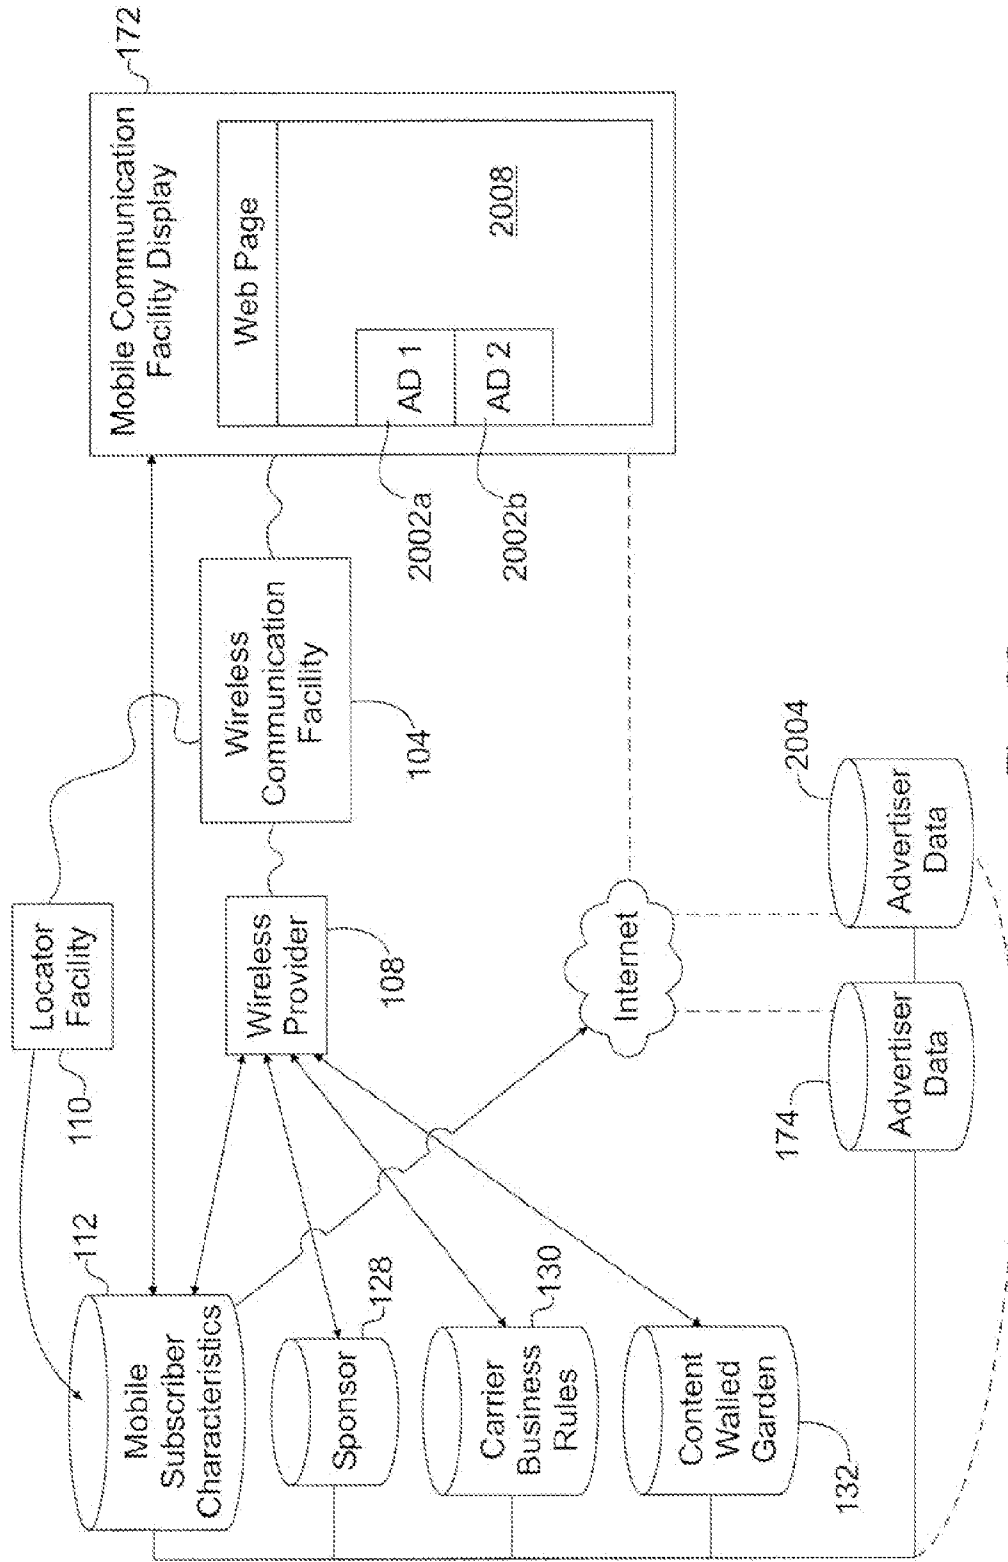 Mobile Communication
Facility Display
172
Web Page
2008
AD 1
AD 2
2002a
2002b
Wireless
Communication
Facility
104
Locator
Facility
110
Wireless
Provider
108
Internet
Mobile
Subscriber
Characteristics
112
Sponsor
128
Carrier
Business
Rules
130
Content
Walled
Garden
132
Advertiser
Data
174
Advertiser
Data
2004